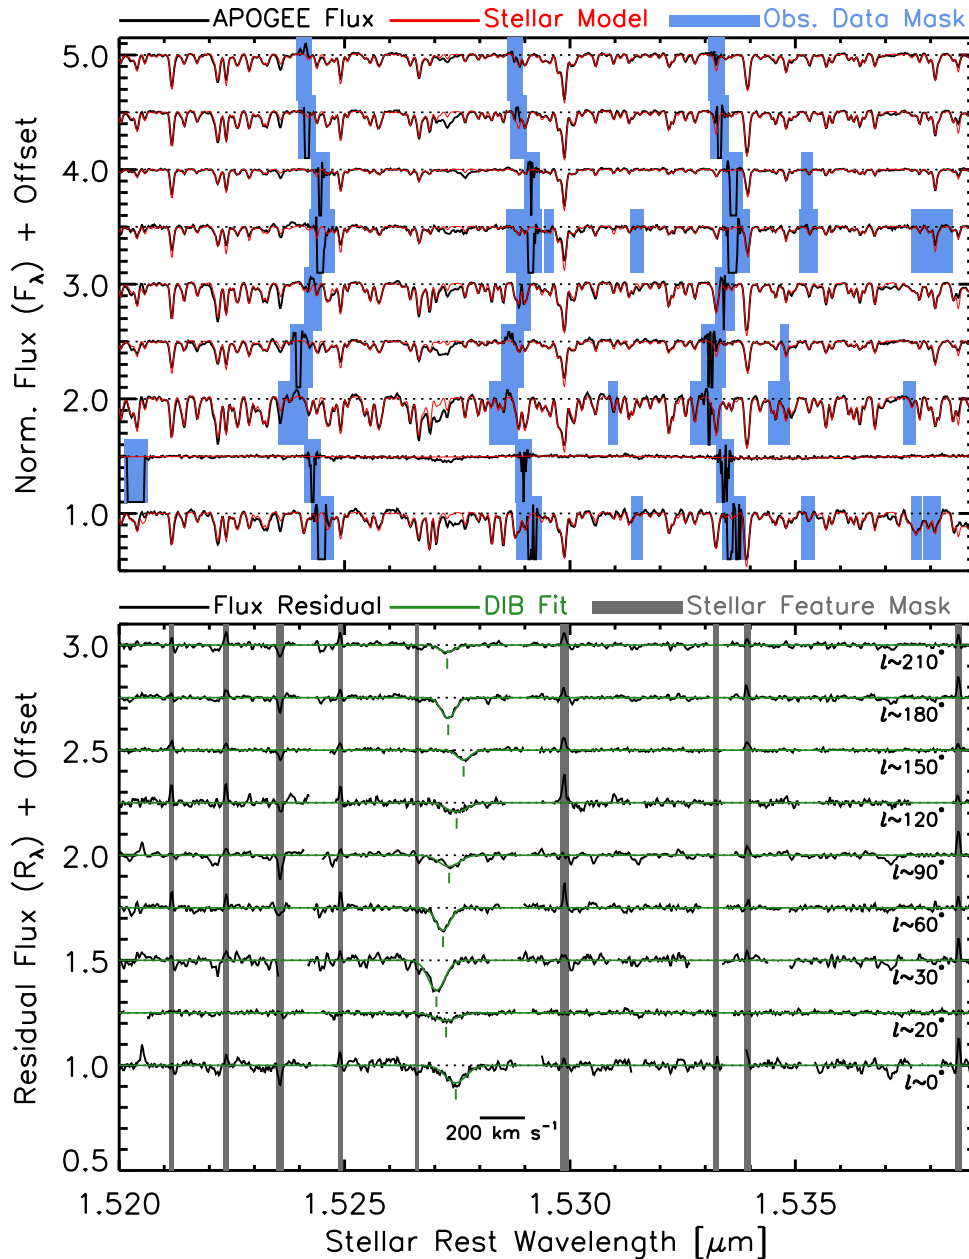 APOGEE Flux Stellar Model Obs. Data Mask
5.0
4.0
3.0
2.0
1.0
Norm. Flux (Fλ) + Offset
Flux Residual DIB Fit Stellar Feature Mask
3.0
2.5
2.0
1.5
1.0
0.5
Residual Flux (Rλ) + Offset
l~210°
l~180°
l~150°
l~120°
l~90°
l~60°
l~30°
l~20°
l~0°
200 km s⁻¹
1.520 1.525 1.530 1.535
Stellar Rest Wavelength [μm]